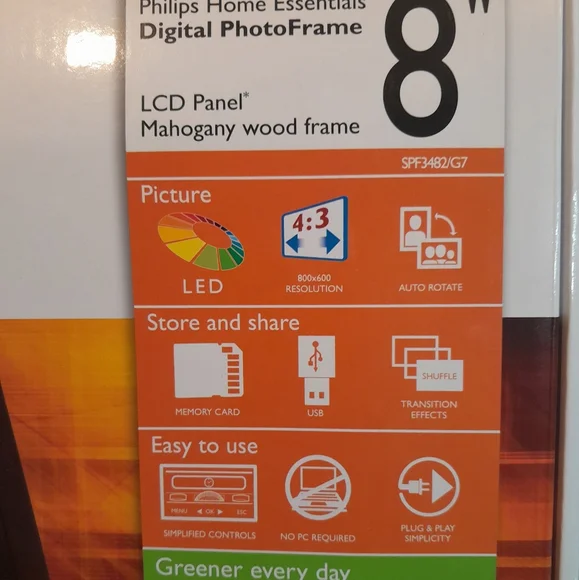 Philips Home Essentials
Digital PhotoFrame
8"
LCD Panel*
Mahogany wood frame
SPF3482/G7
Picture
4:3
LED
800x600
RESOLUTION
AUTO ROTATE
Store and share
SHUFFLE
MEMORY CARD
USB
TRANSITION
EFFECTS
Easy to use
MENU ◄ OK ► ESC
SIMPLIFIED CONTROLS
NO PC REQUIRED
PLUG & PLAY
SIMPLICITY
Greener every day